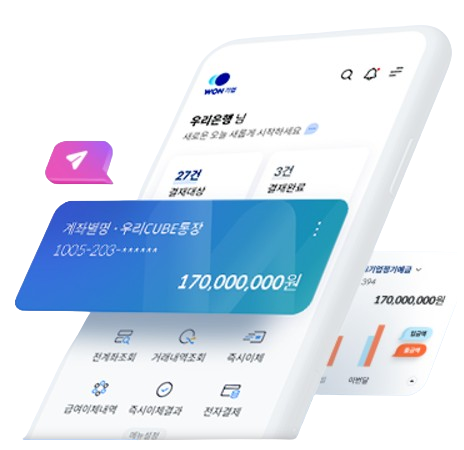 WON기업
우리은행 님
새로운 오늘 새롭게 시작하세요
27건
결재대상
3건
결재완료
계좌별명 · 우리CUBE통장
1005-203-******
170,000,000원
기업정기예금
394
170,000,000원
입금액
출금액
이번달
전계좌조회
거래내역조회
즉시이체
급여이체내역
즉시이체결과
전자결제
메뉴설정